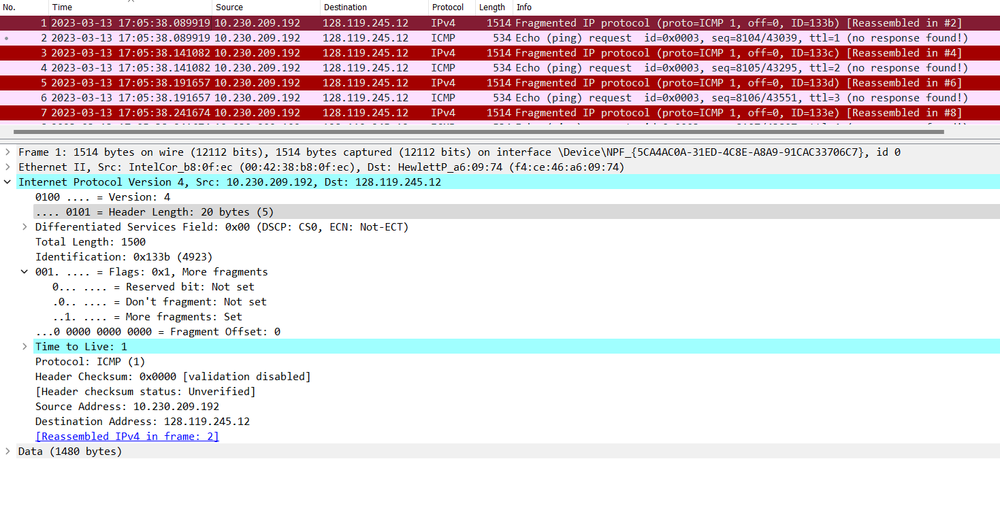 No. Time Source Destination Protocol Length Info
1 2023-03-13 17:05:38.089919 10.230.209.192 128.119.245.12 IPv4 1514 Fragmented IP protocol (proto=ICMP 1, off=0, ID=133b) [Reassembled in #2]
2 2023-03-13 17:05:38.089919 10.230.209.192 128.119.245.12 ICMP 534 Echo (ping) request id=0x0003, seq=8104/43039, ttl=1 (no response found!)
3 2023-03-13 17:05:38.141082 10.230.209.192 128.119.245.12 IPv4 1514 Fragmented IP protocol (proto=ICMP 1, off=0, ID=133c) [Reassembled in #4]
4 2023-03-13 17:05:38.141082 10.230.209.192 128.119.245.12 ICMP 534 Echo (ping) request id=0x0003, seq=8105/43295, ttl=2 (no response found!)
5 2023-03-13 17:05:38.191657 10.230.209.192 128.119.245.12 IPv4 1514 Fragmented IP protocol (proto=ICMP 1, off=0, ID=133d) [Reassembled in #6]
6 2023-03-13 17:05:38.191657 10.230.209.192 128.119.245.12 ICMP 534 Echo (ping) request id=0x0003, seq=8106/43551, ttl=3 (no response found!)
7 2023-03-13 17:05:38.241674 10.230.209.192 128.119.245.12 IPv4 1514 Fragmented IP protocol (proto=ICMP 1, off=0, ID=133e) [Reassembled in #8]
Frame 1: 1514 bytes on wire (12112 bits), 1514 bytes captured (12112 bits) on interface \Device\NPF_{5CA4AC0A-31ED-4C8E-A8A9-91CAC33706C7}, id 0
Ethernet II, Src: IntelCor_b8:0f:ec (00:42:38:b8:0f:ec), Dst: HewlettP_a6:09:74 (f4:ce:46:a6:09:74)
Internet Protocol Version 4, Src: 10.230.209.192, Dst: 128.119.245.12
0100 .... = Version: 4
.... 0101 = Header Length: 20 bytes (5)
Differentiated Services Field: 0x00 (DSCP: CS0, ECN: Not-ECT)
Total Length: 1500
Identification: 0x133b (4923)
001. .... = Flags: 0x1, More fragments
0... .... = Reserved bit: Not set
.0.. .... = Don't fragment: Not set
..1. .... = More fragments: Set
...0 0000 0000 0000 = Fragment Offset: 0
Time to Live: 1
Protocol: ICMP (1)
Header Checksum: 0x0000 [validation disabled]
[Header checksum status: Unverified]
Source Address: 10.230.209.192
Destination Address: 128.119.245.12
[Reassembled IPv4 in frame: 2]
Data (1480 bytes)